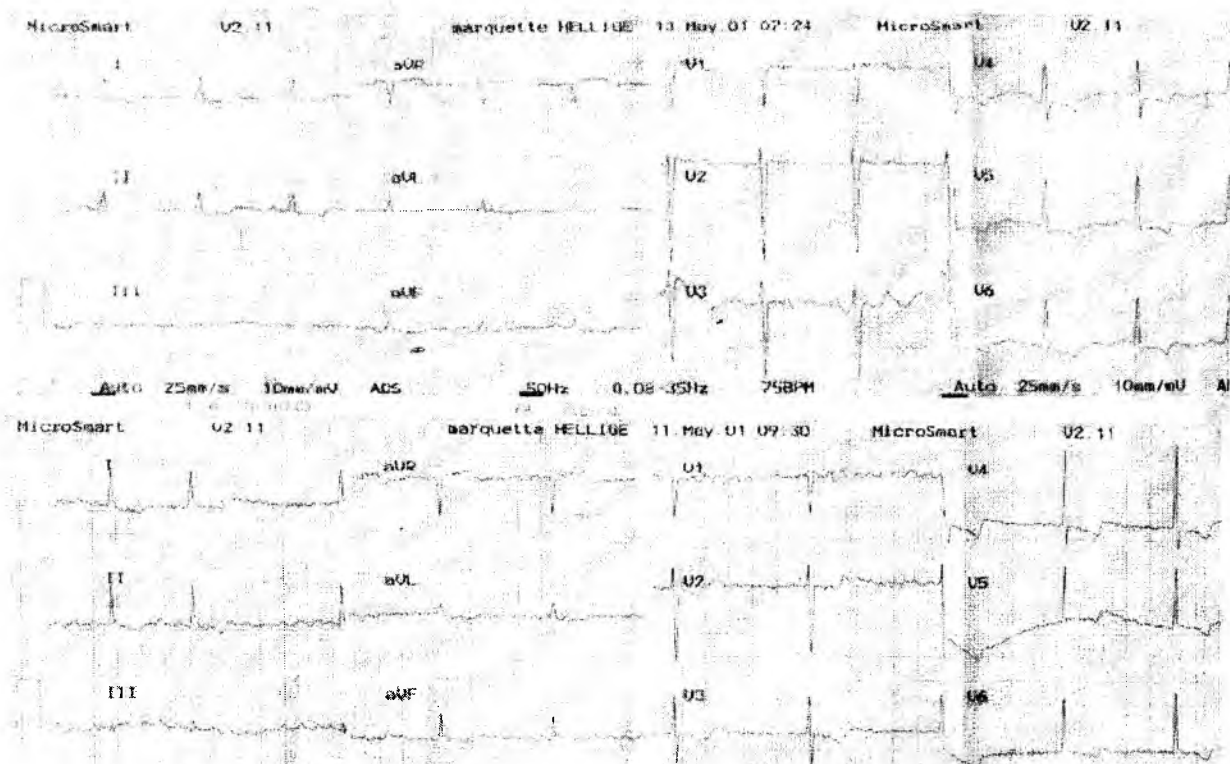 MicroSmart V2.11 marquette HELLIGE 13.May.01 07:24 MicroSmart V2.11
I aVR V1 V4
II aVL V2 V5
III aVF V3 V6
Auto 25mm/s 10mm/mV ADS 50Hz 0.08-35Hz 75BPM Auto 25mm/s 10mm/mV
MicroSmart V2.11 marquette HELLIGE 11.May.01 09:30 MicroSmart V2.11
I aVR V1 V4
II aVL V2 V5
III aVF V3 V6